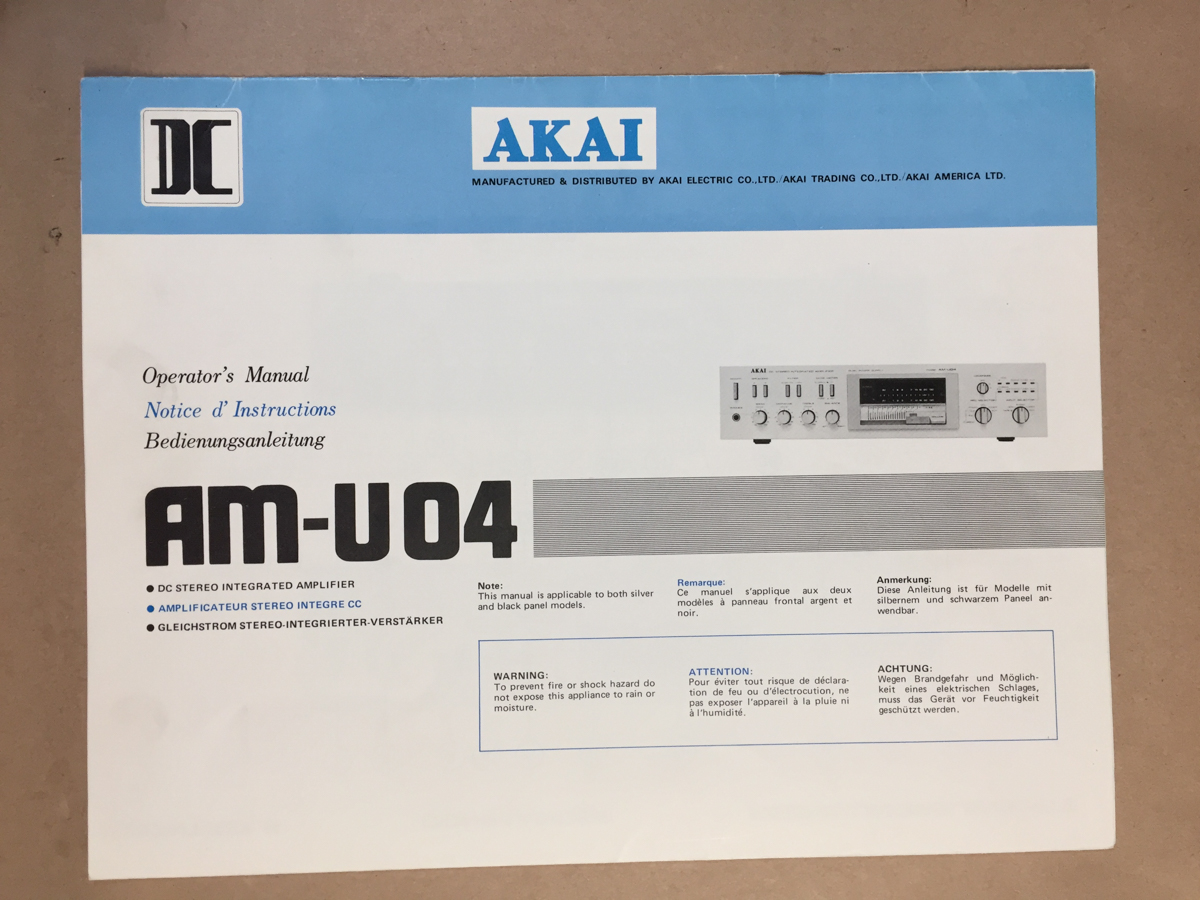 DC
AKAI
MANUFACTURED & DISTRIBUTED BY AKAI ELECTRIC CO.,LTD./AKAI TRADING CO.,LTD./AKAI AMERICA LTD.
Operator's Manual
Notice d' Instructions
Bedienungsanleitung
AKAI
AM-U04
● DC STEREO INTEGRATED AMPLIFIER
● AMPLIFICATEUR STEREO INTEGRE CC
● GLEICHSTROM STEREO-INTEGRIERTER-VERSTÄRKER
Note:
This manual is applicable to both silver
and black panel models.
Remarque:
Ce manuel s'applique aux deux
modèles à panneau frontal argent et
noir.
Anmerkung:
Diese Anleitung ist für Modelle mit
silbernem und schwarzem Paneel an-
wendbar.
WARNING:
To prevent fire or shock hazard do
not expose this appliance to rain or
moisture.
ATTENTION:
Pour éviter tout risque de déclara-
tion de feu ou d'électrocution, ne
pas exposer l'appareil à la pluie ni
à l'humidité.
ACHTUNG:
Wegen Brandgefahr und Möglich-
keit eines elektrischen Schlages,
muss das Gerät vor Feuchtigkeit
geschützt werden.